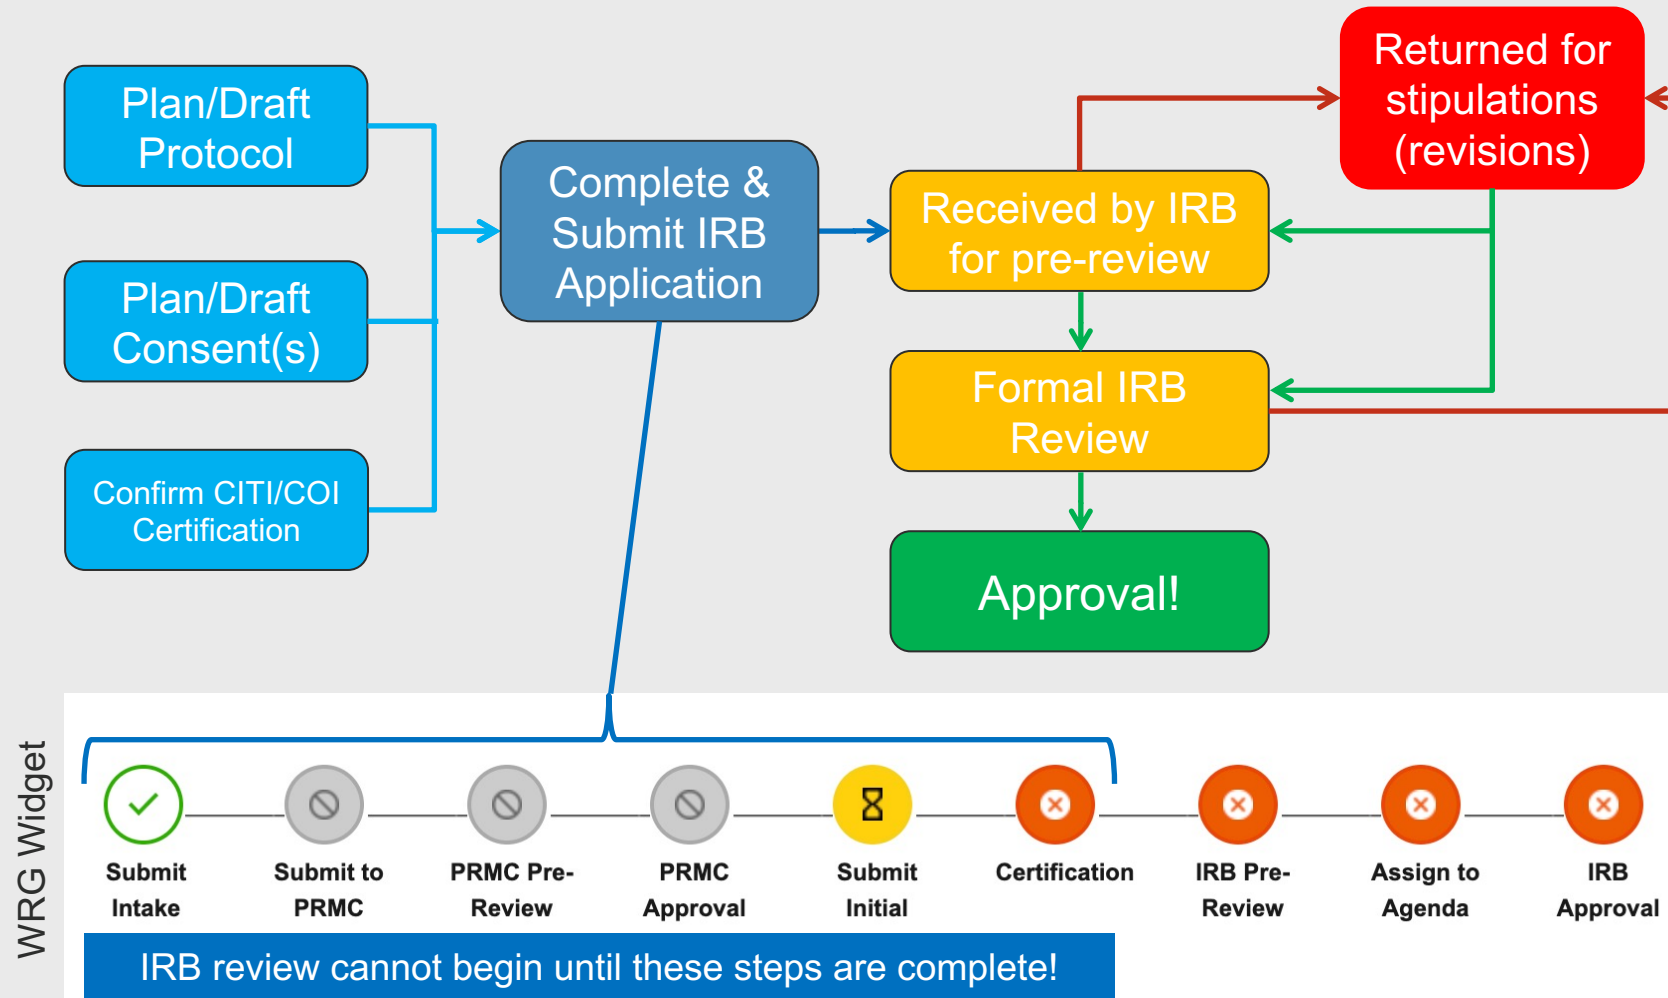 Plan/Draft
Protocol
Plan/Draft
Consent(s)
Confirm CITI/COI
Certification
Complete &
Submit IRB
Application
Received by IRB
for pre-review
Formal IRB
Review
Approval!
Returned for
stipulations
(revisions)
WRG Widget
Submit
Intake
Submit to
PRMC
PRMC Pre-
Review
PRMC
Approval
Submit
Initial
Certification
IRB Pre-
Review
Assign to
Agenda
IRB
Approval
IRB review cannot begin until these steps are complete!